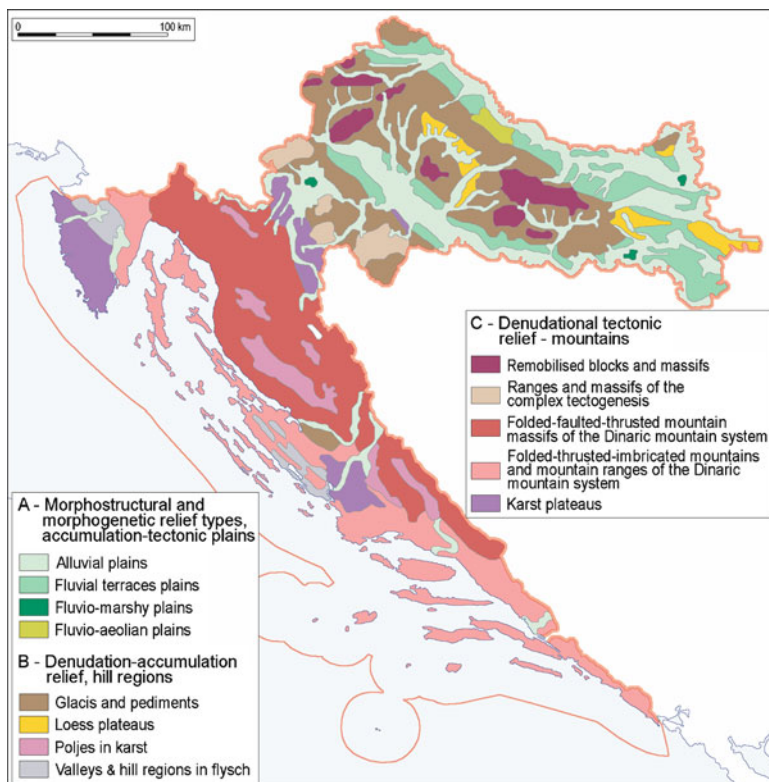 0 100 km
C - Denudational tectonic
relief - mountains
Remobilised blocks and massifs
Ranges and massifs of the
complex tectogenesis
Folded-faulted-thrusted mountain
massifs of the Dinaric mountain system
Folded-thrusted-imbricated mountains
and mountain ranges of the Dinaric
mountain system
Karst plateaus
A - Morphostructural and
morphogenetic relief types,
accumulation-tectonic plains
Alluvial plains
Fluvial terraces plains
Fluvio-marshy plains
Fluvio-aeolian plains
B - Denudation-accumulation
relief, hill regions
Glacis and pediments
Loess plateaus
Poljes in karst
Valleys & hill regions in flysch